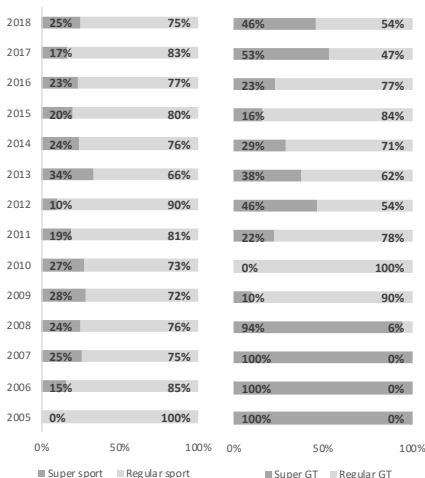 2018 25% 75% 46% 54%
2017 17% 83% 53% 47%
2016 23% 77% 23% 77%
2015 20% 80% 16% 84%
2014 24% 76% 29% 71%
2013 34% 66% 38% 62%
2012 10% 90% 46% 54%
2011 19% 81% 22% 78%
2010 27% 73% 0% 100%
2009 28% 72% 10% 90%
2008 24% 76% 94% 6%
2007 25% 75% 100% 0%
2006 15% 85% 100% 0%
2005 0% 100% 100% 0%
0% 50% 100% 0% 50% 100%
Super sport Regular sport Super GT Regular GT